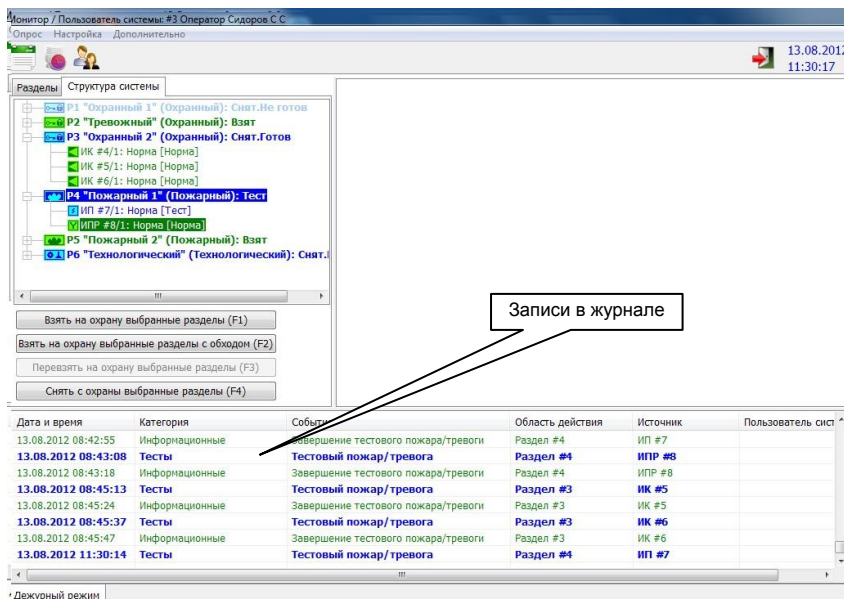 Монитор / Пользователь системы: #3 Оператор Сидоров С С
Опрос Настройка Дополнительно
13.08.2012
11:30:17
Разделы Структура системы
P1 "Охранный 1" (Охранный): Снят.Не готов
P2 "Тревожный" (Охранный): Взят
P3 "Охранный 2" (Охранный): Снят.Готов
ИК #4/1: Норма [Норма]
ИК #5/1: Норма [Норма]
ИК #6/1: Норма [Норма]
P4 "Пожарный 1" (Пожарный): Тест
ИП #7/1: Норма [Тест]
ИПР #8/1: Норма [Норма]
P5 "Пожарный 2" (Пожарный): Взят
P6 "Технологический" (Технологический): Снят.
Записи в журнале
Взять на охрану выбранные разделы (F1)
Взять на охрану выбранные разделы с обходом (F2)
Перевзять на охрану выбранные разделы (F3)
Снять с охраны выбранные разделы (F4)
Дата и время Категория Событи Область действия Источник Пользователь сист
13.08.2012 08:42:55 Информационные Завершение тестового пожара/тревоги Раздел #4 ИП #7
13.08.2012 08:43:08 Тесты Тестовый пожар/тревога Раздел #4 ИПР #8
13.08.2012 08:43:18 Информационные Завершение тестового пожара/тревоги Раздел #4 ИПР #8
13.08.2012 08:45:13 Тесты Тестовый пожар/тревога Раздел #3 ИК #5
13.08.2012 08:45:24 Информационные Завершение тестового пожара/тревоги Раздел #3 ИК #5
13.08.2012 08:45:37 Тесты Тестовый пожар/тревога Раздел #3 ИК #6
13.08.2012 08:45:47 Информационные Завершение тестового пожара/тревоги Раздел #3 ИК #6
13.08.2012 11:30:14 Тесты Тестовый пожар/тревога Раздел #4 ИП #7
Дежурный режим